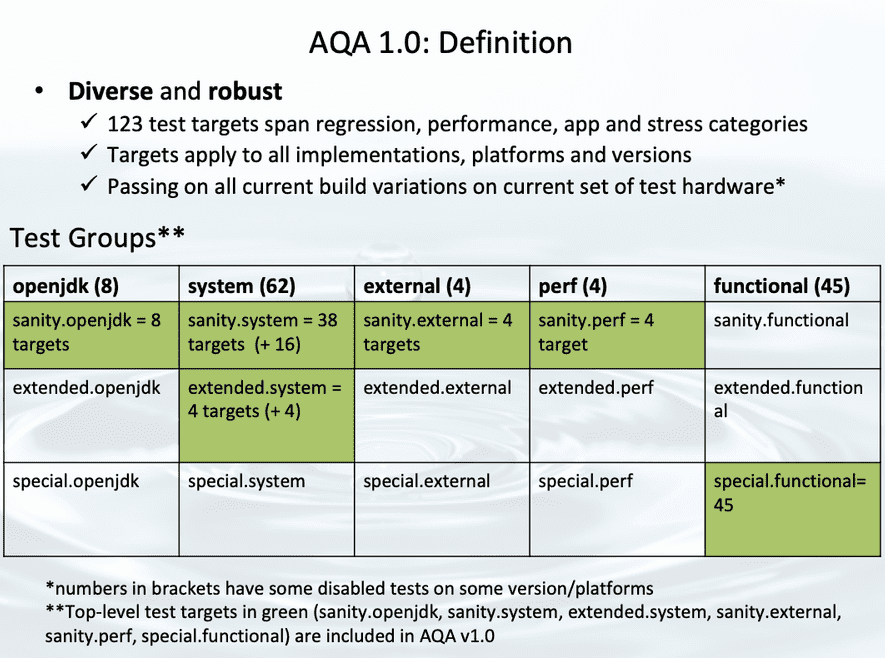 AQA 1.0: Definition
• Diverse and robust
✓ 123 test targets span regression, performance, app and stress categories
✓ Targets apply to all implementations, platforms and versions
✓ Passing on all current build variations on current set of test hardware*
Test Groups**
openjdk (8)
system (62)
external (4)
perf (4)
functional (45)
sanity.openjdk = 8
targets
sanity.system = 38
targets (+ 16)
sanity.external = 4
targets
sanity.perf = 4
target
sanity.functional
extended.openjdk
extended.system =
4 targets (+ 4)
extended.external
extended.perf
extended.function
al
special.openjdk
special.system
special.external
special.perf
special.functional=
45
*numbers in brackets have some disabled tests on some version/platforms
**Top-level test targets in green (sanity.openjdk, sanity.system, extended.system, sanity.external,
sanity.perf, special.functional) are included in AQA v1.0